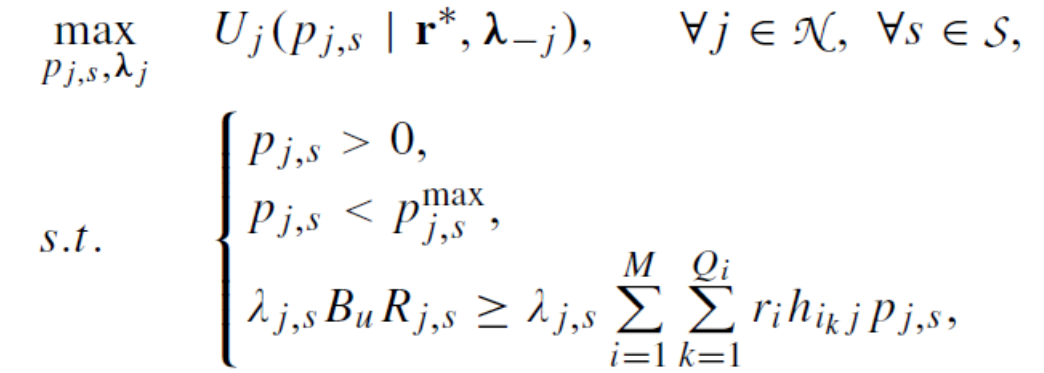 max_{p_{j,s}, λ_j} U_j(p_{j,s} | r*, λ_{−j}), ∀j ∈ 𝒩, ∀s ∈ 𝒮,
s.t. { p_{j,s} > 0,
p_{j,s} < p_{j,s}^{max},
λ_{j,s} B_u R_{j,s} ≥ λ_{j,s} ∑_{i=1}^{M} ∑_{k=1}^{Q_i} r_i h_{i_k j} p_{j,s},